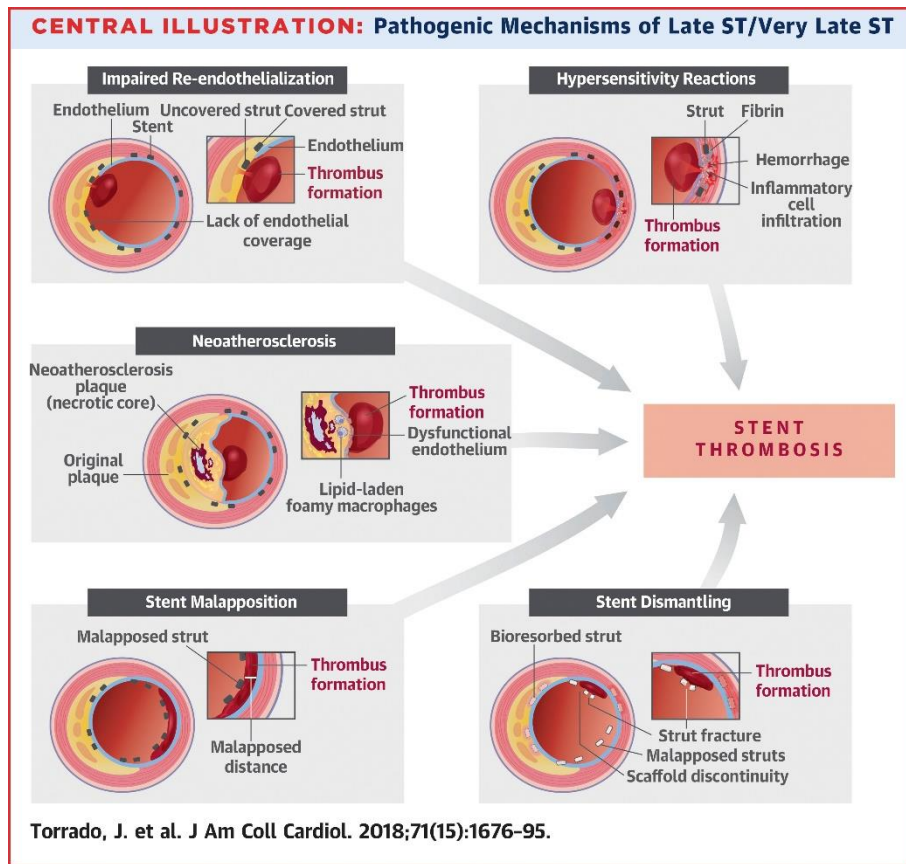 CENTRAL ILLUSTRATION: Pathogenic Mechanisms of Late ST/Very Late ST
Impaired Re-endothelialization
Endothelium
Uncovered strut
Covered strut
Stent
Endothelium
Thrombus
formation
Lack of endothelial
coverage
Hypersensitivity Reactions
Strut
Fibrin
Hemorrhage
Inflammatory
cell
infiltration
Thrombus
formation
Neoatherosclerosis
Neoatherosclerosis
plaque
(necrotic core)
Thrombus
formation
Dysfunctional
endothelium
Original
plaque
Lipid-laden
foamy macrophages
STENT
THROMBOSIS
Stent Malapposition
Malapposed strut
Thrombus
formation
Malapposed
distance
Stent Dismantling
Bioresorbed strut
Thrombus
formation
Strut fracture
Malapposed struts
Scaffold discontinuity
Torrado, J. et al. J Am Coll Cardiol. 2018;71(15):1676–95.